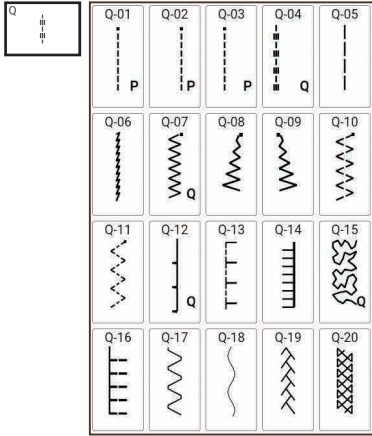 Q
Q-01 Q-02 Q-03 Q-04 Q-05
P P P Q
Q-06 Q-07 Q-08 Q-09 Q-10
Q
Q-11 Q-12 Q-13 Q-14 Q-15
Q Q
Q-16 Q-17 Q-18 Q-19 Q-20